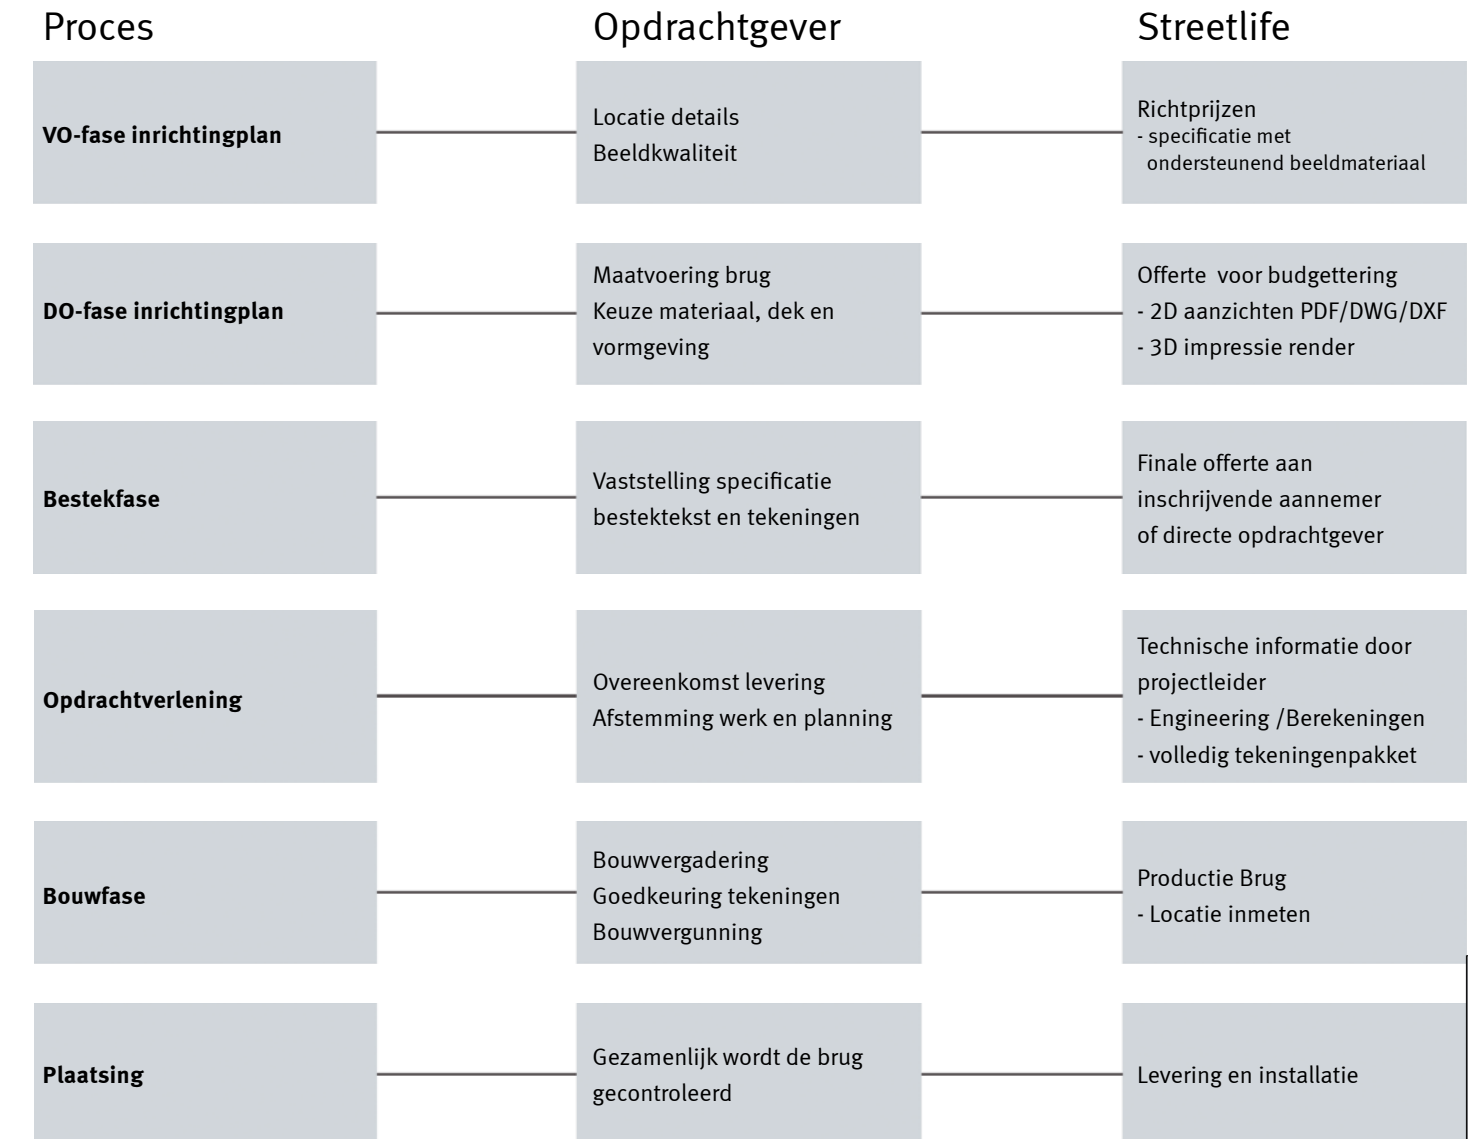 Proces
Opdrachtgever
Streetlife
VO-fase inrichtingplan
Locatie details
Beeldkwaliteit
Richtprijzen
- specificatie met
ondersteunend beeldmateriaal
DO-fase inrichtingplan
Maatvoering brug
Keuze materiaal, dek en
vormgeving
Offerte  voor budgettering
- 2D aanzichten PDF/DWG/DXF
- 3D impressie render
Bestekfase
Vaststelling specificatie
bestektekst en tekeningen
Finale offerte aan
inschrijvende aannemer
of directe opdrachtgever
Opdrachtverlening
Overeenkomst levering
Afstemming werk en planning
Technische informatie door
projectleider
- Engineering /Berekeningen
- volledig tekeningenpakket
Bouwfase
Bouwvergadering
Goedkeuring tekeningen
Bouwvergunning
Productie Brug
- Locatie inmeten
Plaatsing
Gezamenlijk wordt de brug
gecontroleerd
Levering en installatie